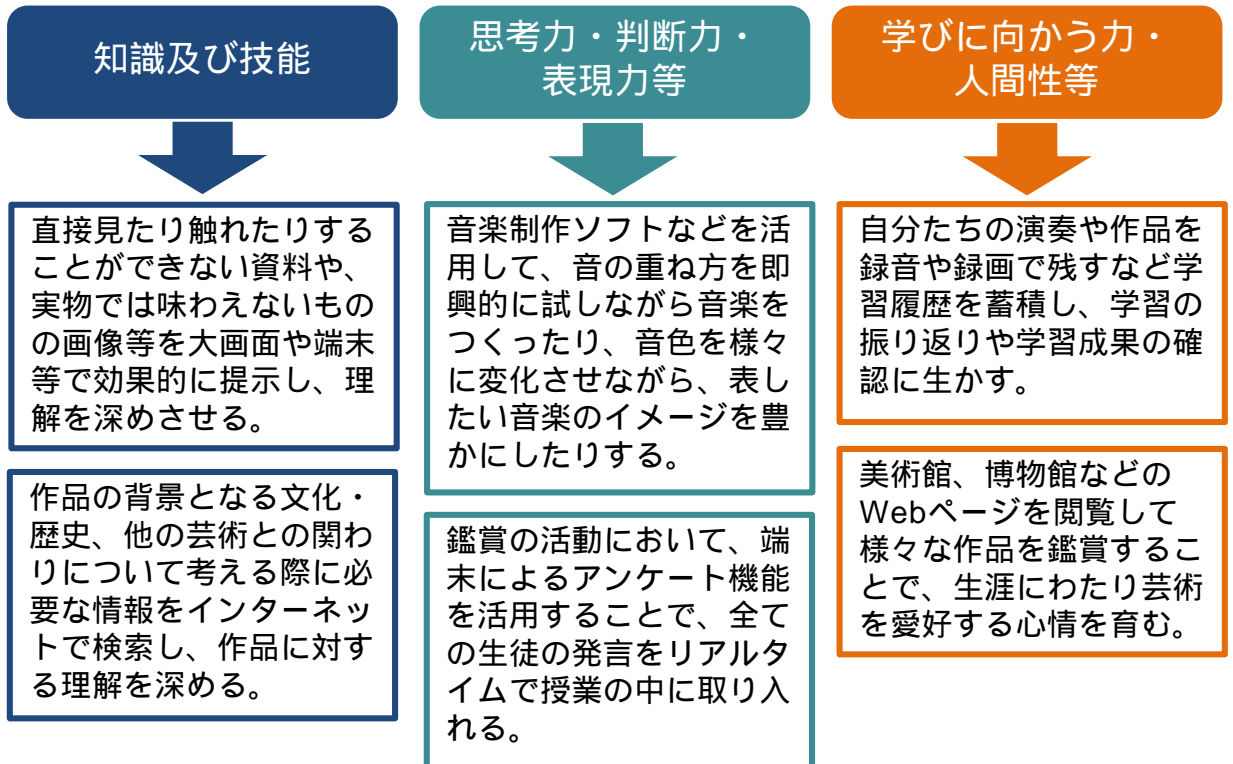 知識及び技能
直接見たり触れたりする
ことができない資料や、
実物では味わえないもの
の画像等を大画面や端末
等で効果的に提示し、理
解を深めさせる。
作品の背景となる文化・
歴史、他の芸術との関わ
りについて考える際に必
要な情報をインターネッ
トで検索し、作品に対す
る理解を深める。
思考力・判断力・
表現力等
音楽制作ソフトなどを活
用して、音の重ね方を即
興的に試しながら音楽を
つくったり、音色を様々
に変化させながら、表し
たい音楽のイメージを豊
かにしたりする。
鑑賞の活動において、端
末によるアンケート機能
を活用することで、全て
の生徒の発言をリアルタ
イムで授業の中に取り入
れる。
学びに向かう力・
人間性等
自分たちの演奏や作品を
録音や録画で残すなど学
習履歴を蓄積し、学習の
振り返りや学習成果の確
認に生かす。
美術館、博物館などの
Webページを閲覧して
様々な作品を鑑賞するこ
とで、生涯にわたり芸術
を愛好する心情を育む。